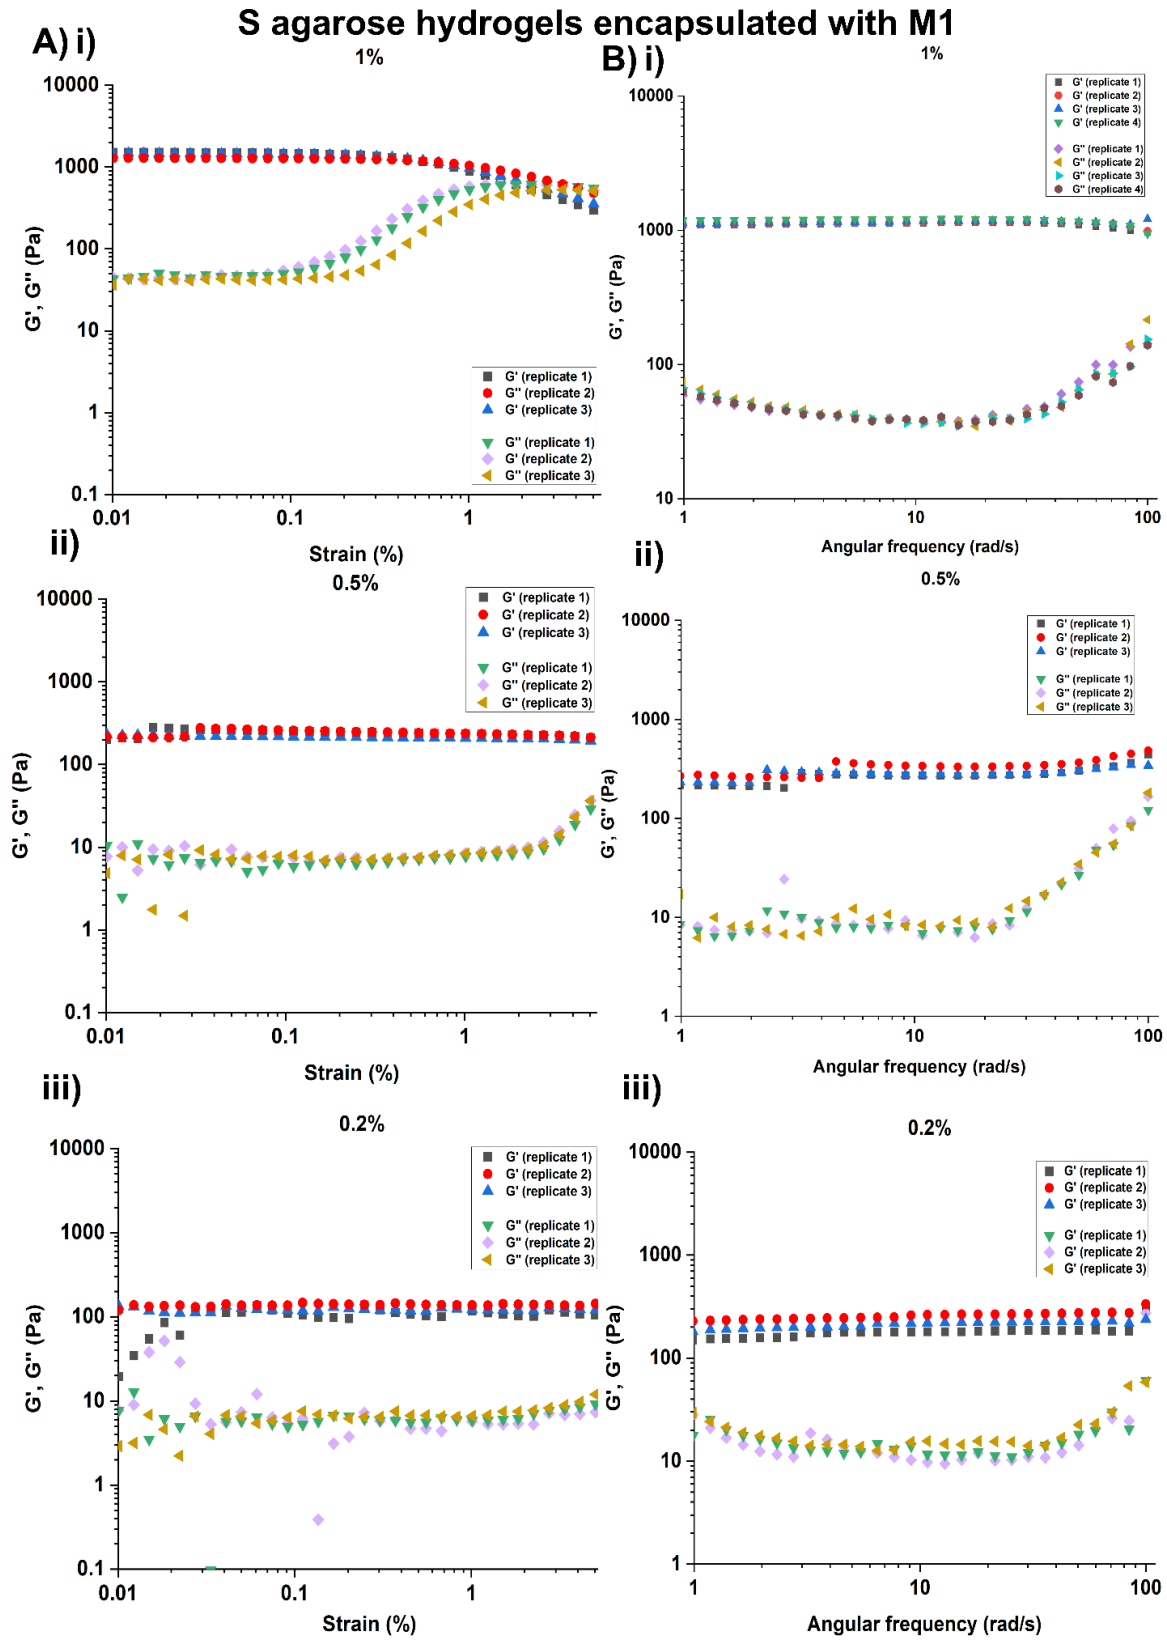 S agarose hydrogels encapsulated with M1
A) i)
1%
10000
1000
100
10
1
0.1
G', G'' (Pa)
G' (replicate 1)
G'' (replicate 2)
G' (replicate 3)
G'' (replicate 1)
G' (replicate 2)
G'' (replicate 3)
0.01
0.1
1
Strain (%)
B) i)
1%
10000
1000
100
10
G', G'' (Pa)
G' (replicate 1)
G' (replicate 2)
G' (replicate 3)
G' (replicate 4)
G'' (replicate 1)
G'' (replicate 2)
G'' (replicate 3)
G'' (replicate 4)
1
10
100
Angular frequency (rad/s)
ii)
0.5%
10000
1000
100
10
1
0.1
G', G'' (Pa)
G' (replicate 1)
G' (replicate 2)
G' (replicate 3)
G'' (replicate 1)
G'' (replicate 2)
G'' (replicate 3)
0.01
0.1
1
Strain (%)
ii)
0.5%
10000
1000
100
10
1
G', G'' (Pa)
G' (replicate 1)
G' (replicate 2)
G' (replicate 3)
G'' (replicate 1)
G'' (replicate 2)
G'' (replicate 3)
1
10
100
Angular frequency (rad/s)
iii)
0.2%
10000
1000
100
10
1
0.1
G', G'' (Pa)
G' (replicate 1)
G' (replicate 2)
G' (replicate 3)
G'' (replicate 1)
G'' (replicate 2)
G'' (replicate 3)
0.01
0.1
1
Strain (%)
iii)
0.2%
10000
1000
100
10
1
G', G'' (Pa)
G' (replicate 1)
G' (replicate 2)
G' (replicate 3)
G' (replicate 1)
G' (replicate 2)
G' (replicate 3)
1
10
100
Angular frequency (rad/s)